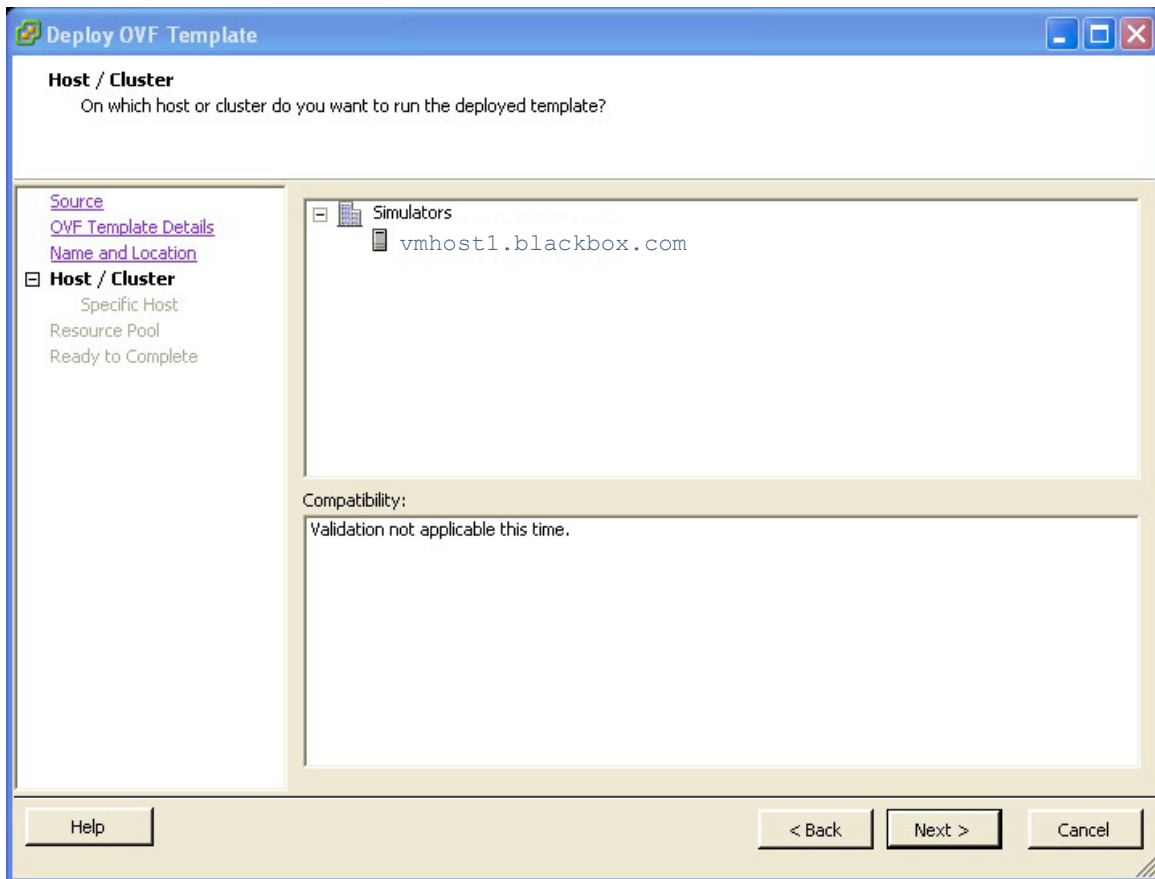 Deploy OVF Template
Host / Cluster
On which host or cluster do you want to run the deployed template?
Source
OVF Template Details
Name and Location
Host / Cluster
Specific Host
Resource Pool
Ready to Complete
Simulators
vmhost1.blackbox.com
Compatibility:
Validation not applicable this time.
Help
< Back
Next >
Cancel